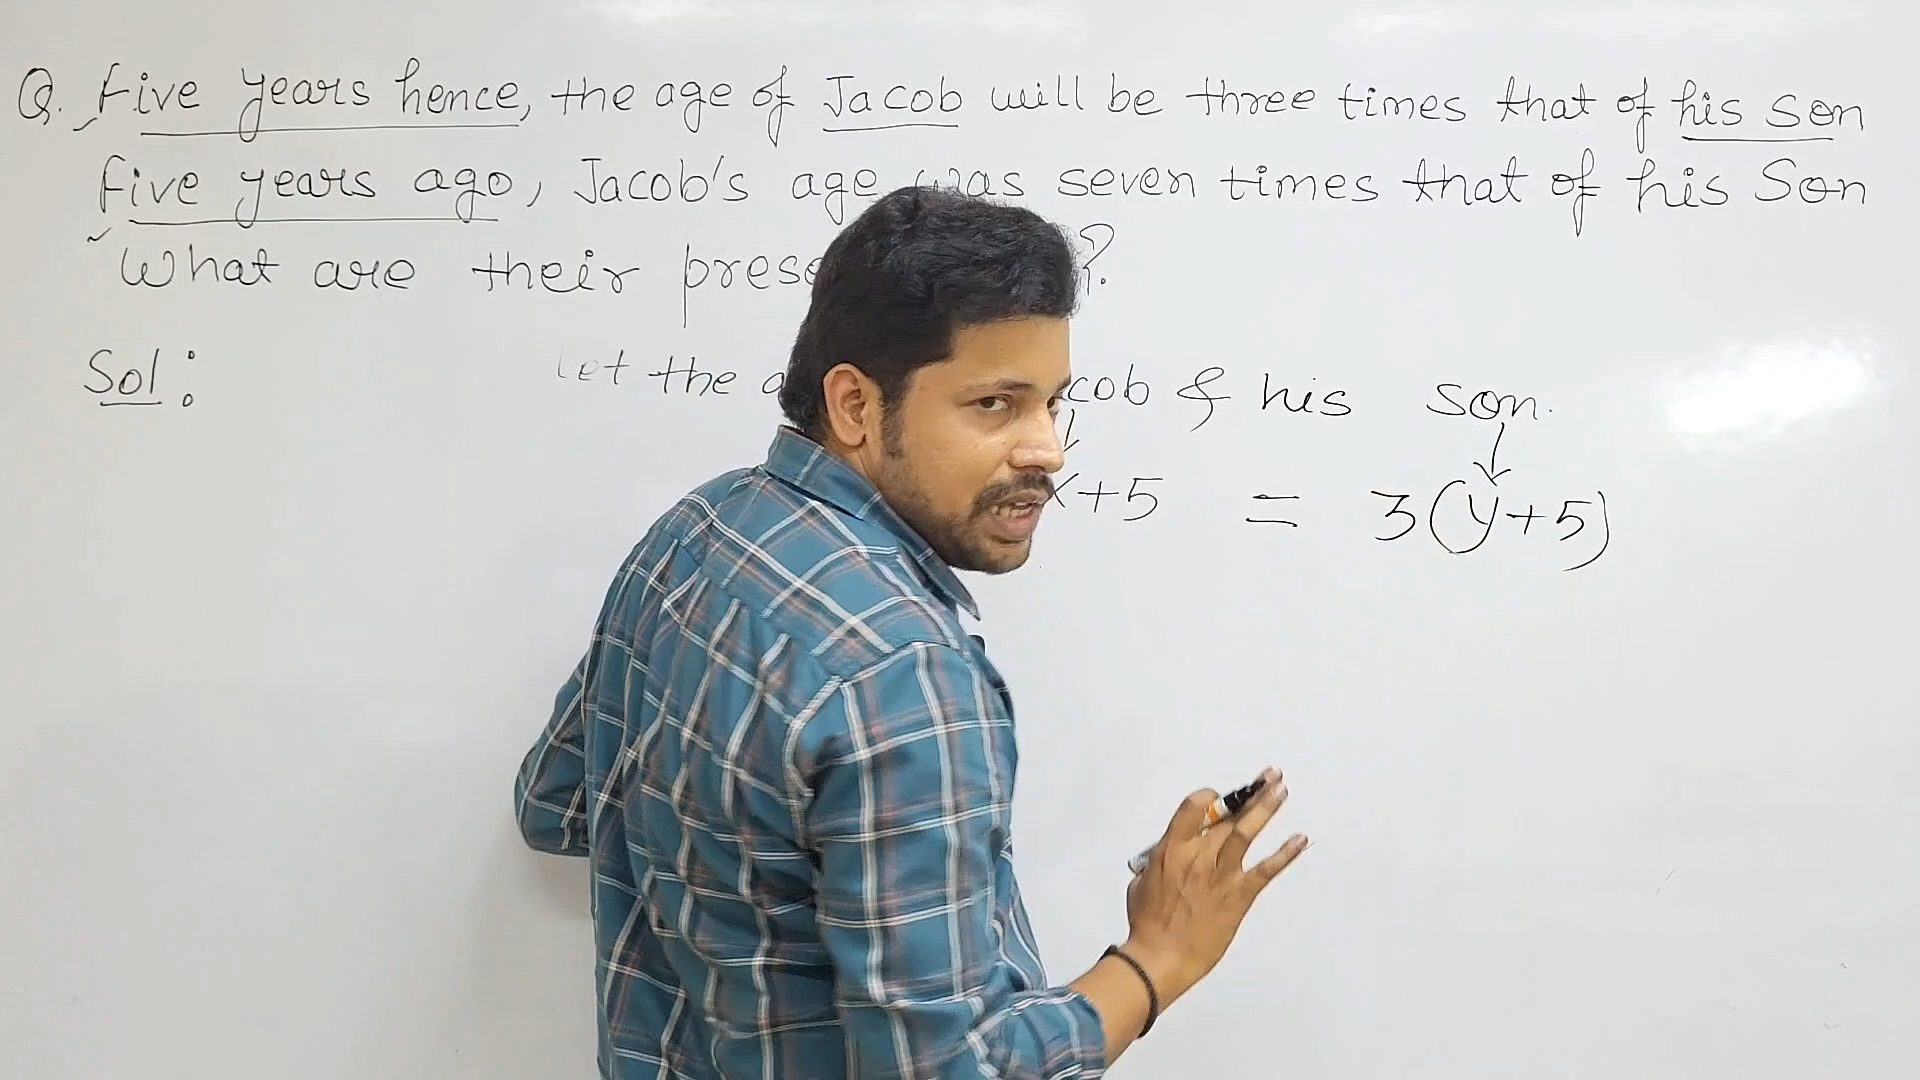 Q. Five years hence, the age of Jacob will be three times that of his son
five years ago, Jacob's age was seven times that of his Son
What are their ?
Sol: let the & his son.
x+5 = 3(y+5)